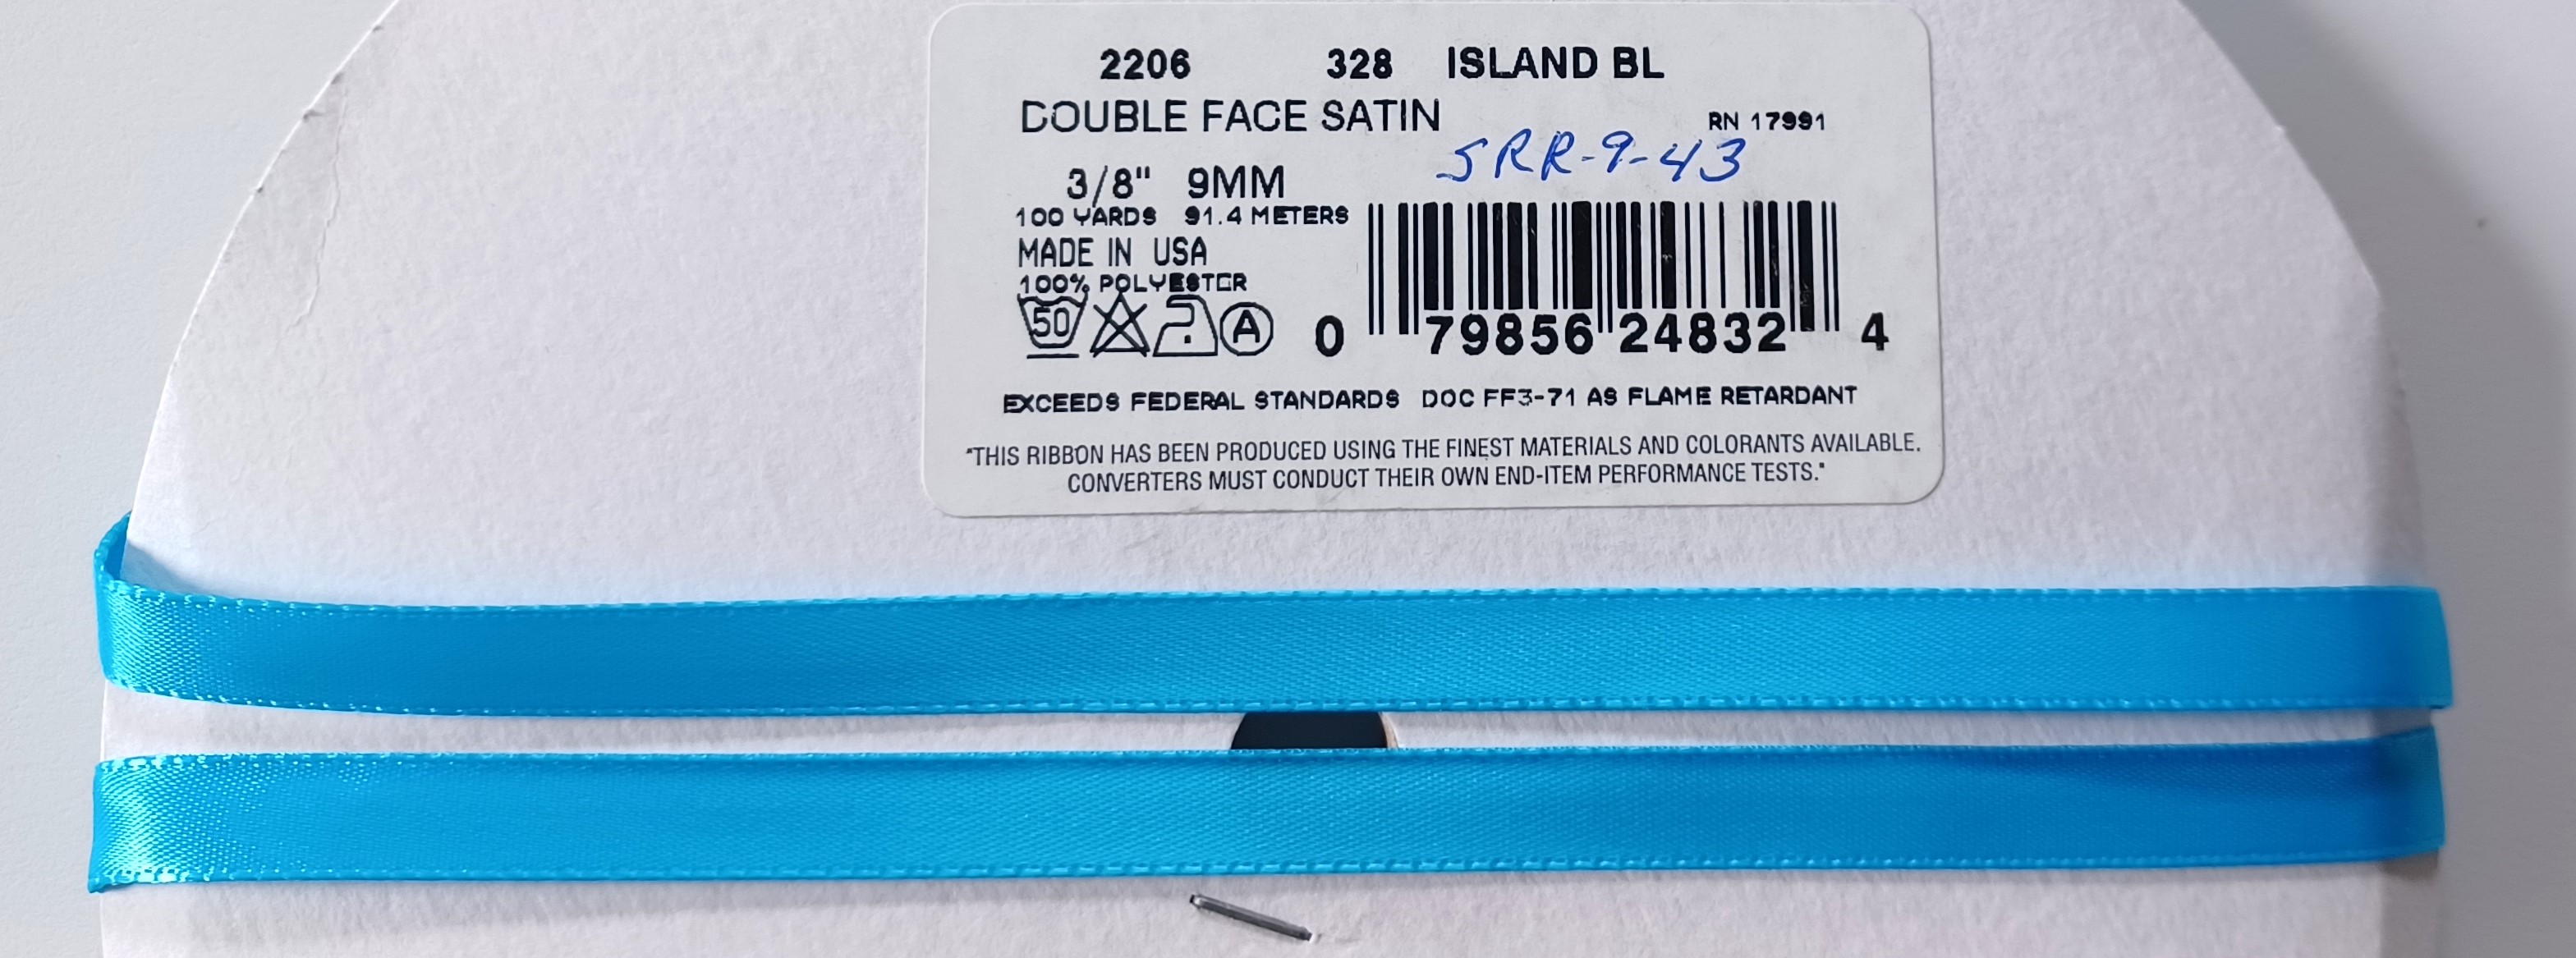 2206 328 ISLAND BL
DOUBLE FACE SATIN
RN 17991
SRR-9-43
3/8" 9MM
100 YARDS 91.4 METERS
MADE IN USA
100% POLYESTER
50 A
0 79856 24832 4
EXCEEDS FEDERAL STANDARDS DOC FF3-71 AS FLAME RETARDANT
"THIS RIBBON HAS BEEN PRODUCED USING THE FINEST MATERIALS AND COLORANTS AVAILABLE.
CONVERTERS MUST CONDUCT THEIR OWN END-ITEM PERFORMANCE TESTS."